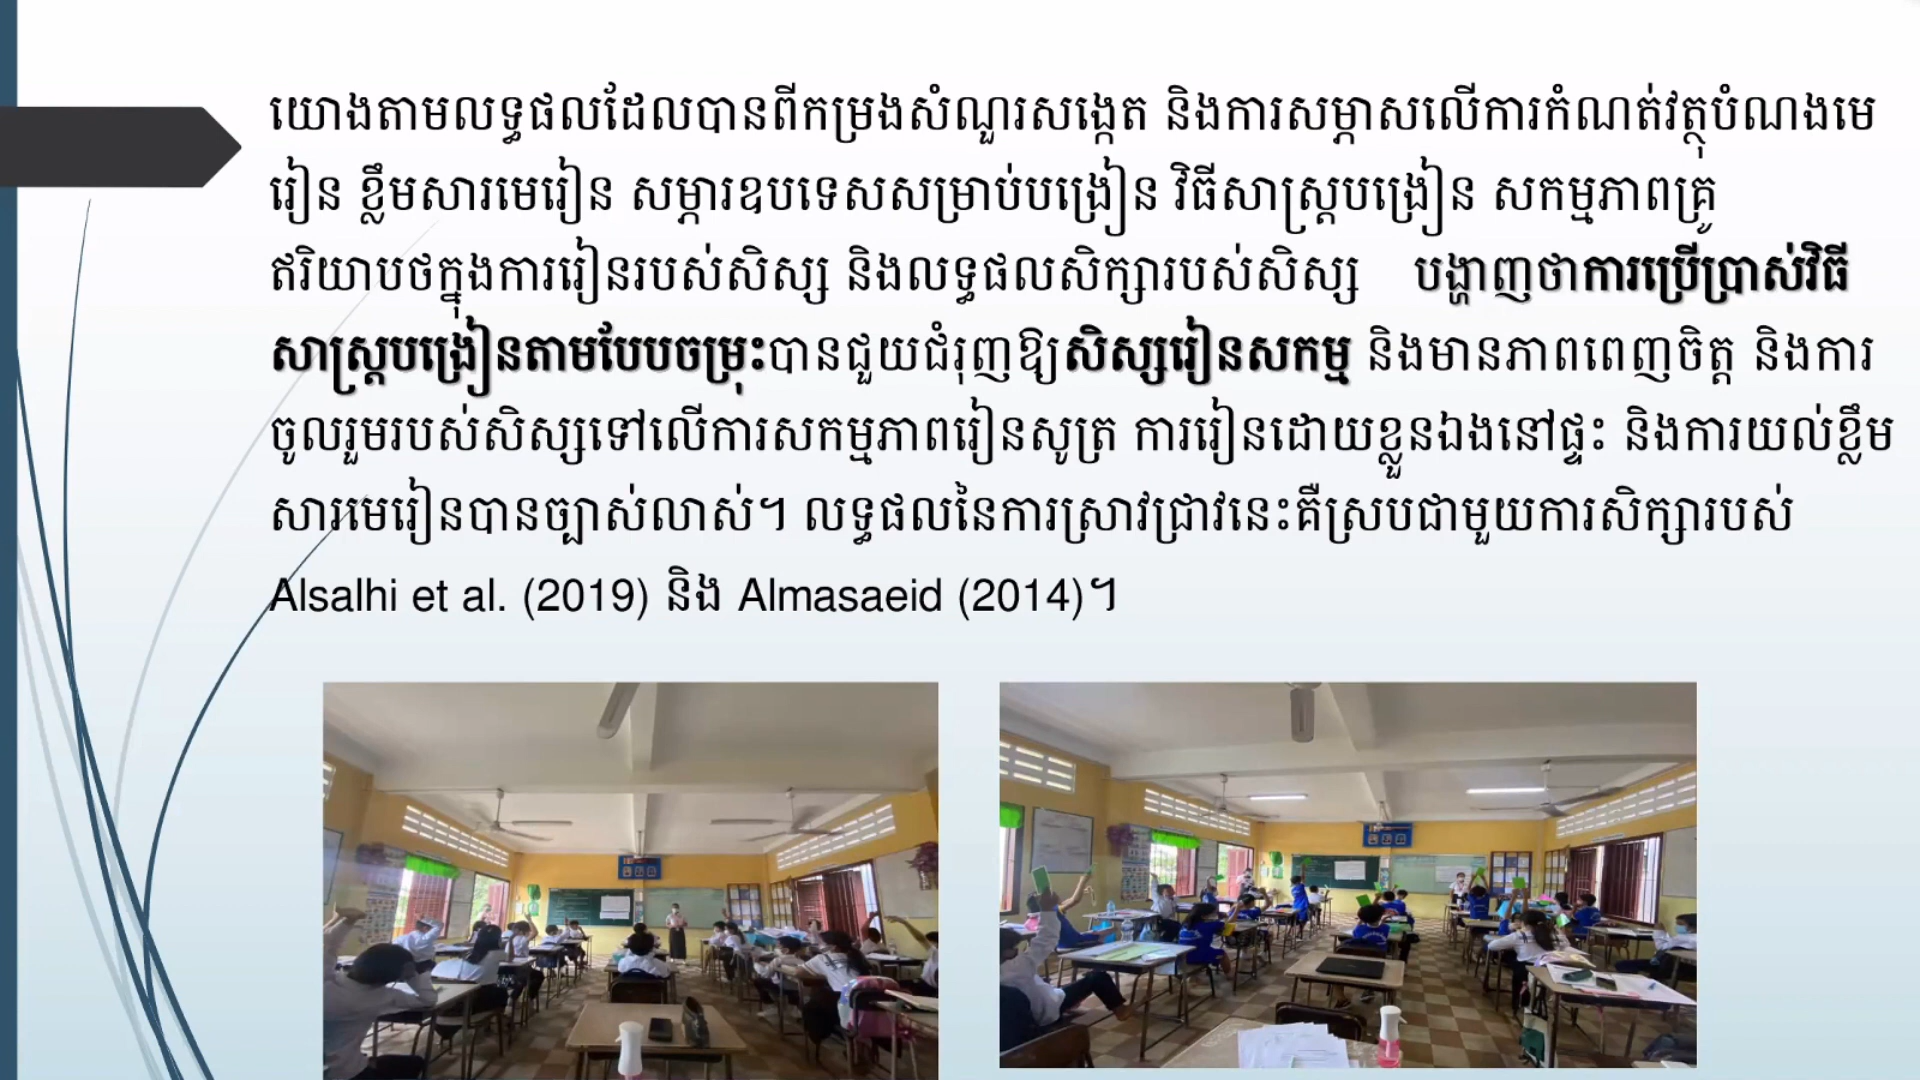 យោងតាមលទ្ធផលដែលបានពីកម្រងសំណួរសង្កេត និងការសម្ភាសលើការកំណត់វត្ថុបំណងមេ
រៀន ខ្លឹមសារមេរៀន សម្ភារឧបទេសសម្រាប់បង្រៀន វិធីសាស្ត្របង្រៀន សកម្មភាពគ្រូ
ឥរិយាបថក្នុងការរៀនរបស់សិស្ស និងលទ្ធផលសិក្សារបស់សិស្ស បង្ហាញថាការប្រើប្រាស់វិធី
សាស្ត្របង្រៀនតាមបែបចម្រុះបានជួយជំរុញឱ្យសិស្សរៀនសកម្ម និងមានភាពពេញចិត្ត និងការ
ចូលរួមរបស់សិស្សទៅលើការសកម្មភាពរៀនសូត្រ ការរៀនដោយខ្លួនឯងនៅផ្ទះ និងការយល់ខ្លឹម
សារមេរៀនបានច្បាស់លាស់។ លទ្ធផលនៃការស្រាវជ្រាវនេះគឺស្របជាមួយការសិក្សារបស់
Alsalhi et al. (2019) និង Almasaeid (2014)។